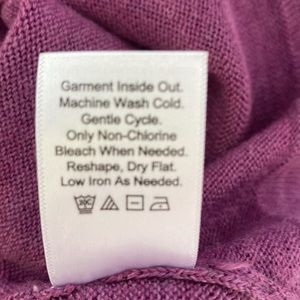 Garment Inside Out.
Machine Wash Cold.
Gentle Cycle.
Only Non-Chlorine
Bleach When Needed.
Reshape, Dry Flat.
Low Iron As Needed.